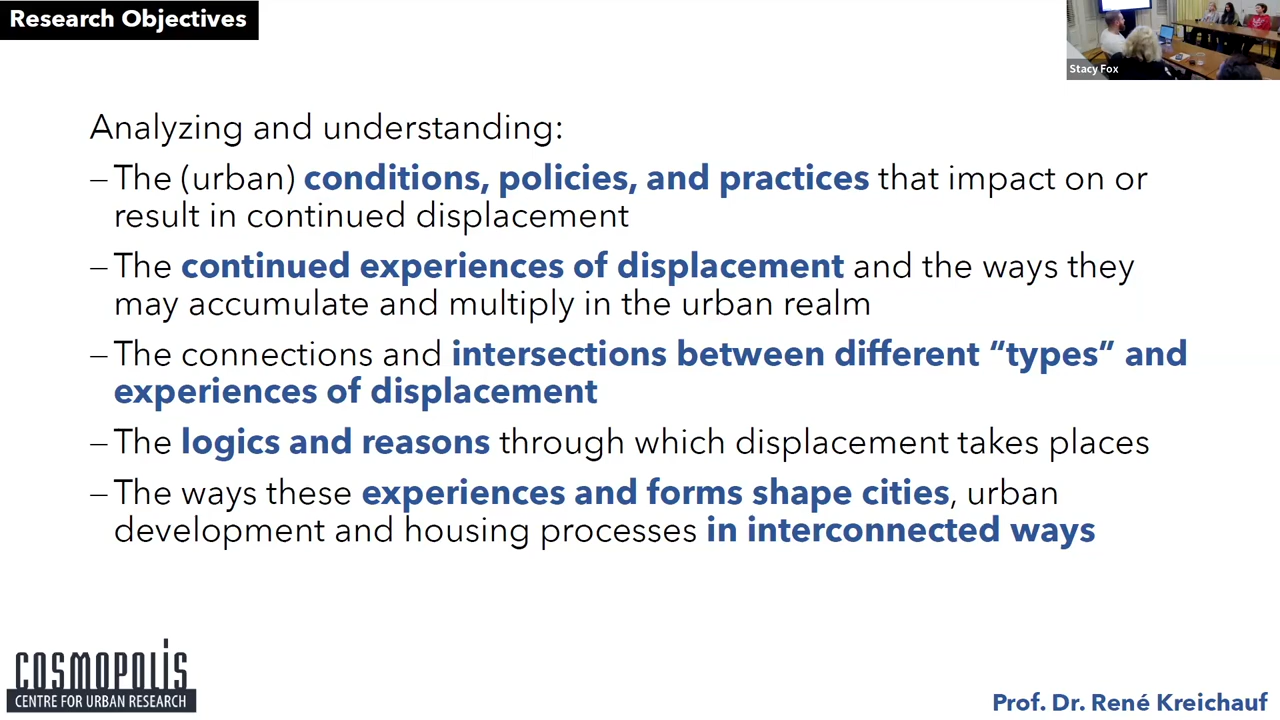 Research Objectives
Stacy Fox
Analyzing and understanding:
– The (urban) conditions, policies, and practices that impact on or
result in continued displacement
– The continued experiences of displacement and the ways they
may accumulate and multiply in the urban realm
– The connections and intersections between different “types” and
experiences of displacement
– The logics and reasons through which displacement takes places
– The ways these experiences and forms shape cities, urban
development and housing processes in interconnected ways
COSMOPOLIS
CENTRE FOR URBAN RESEARCH
Prof. Dr. René Kreichauf